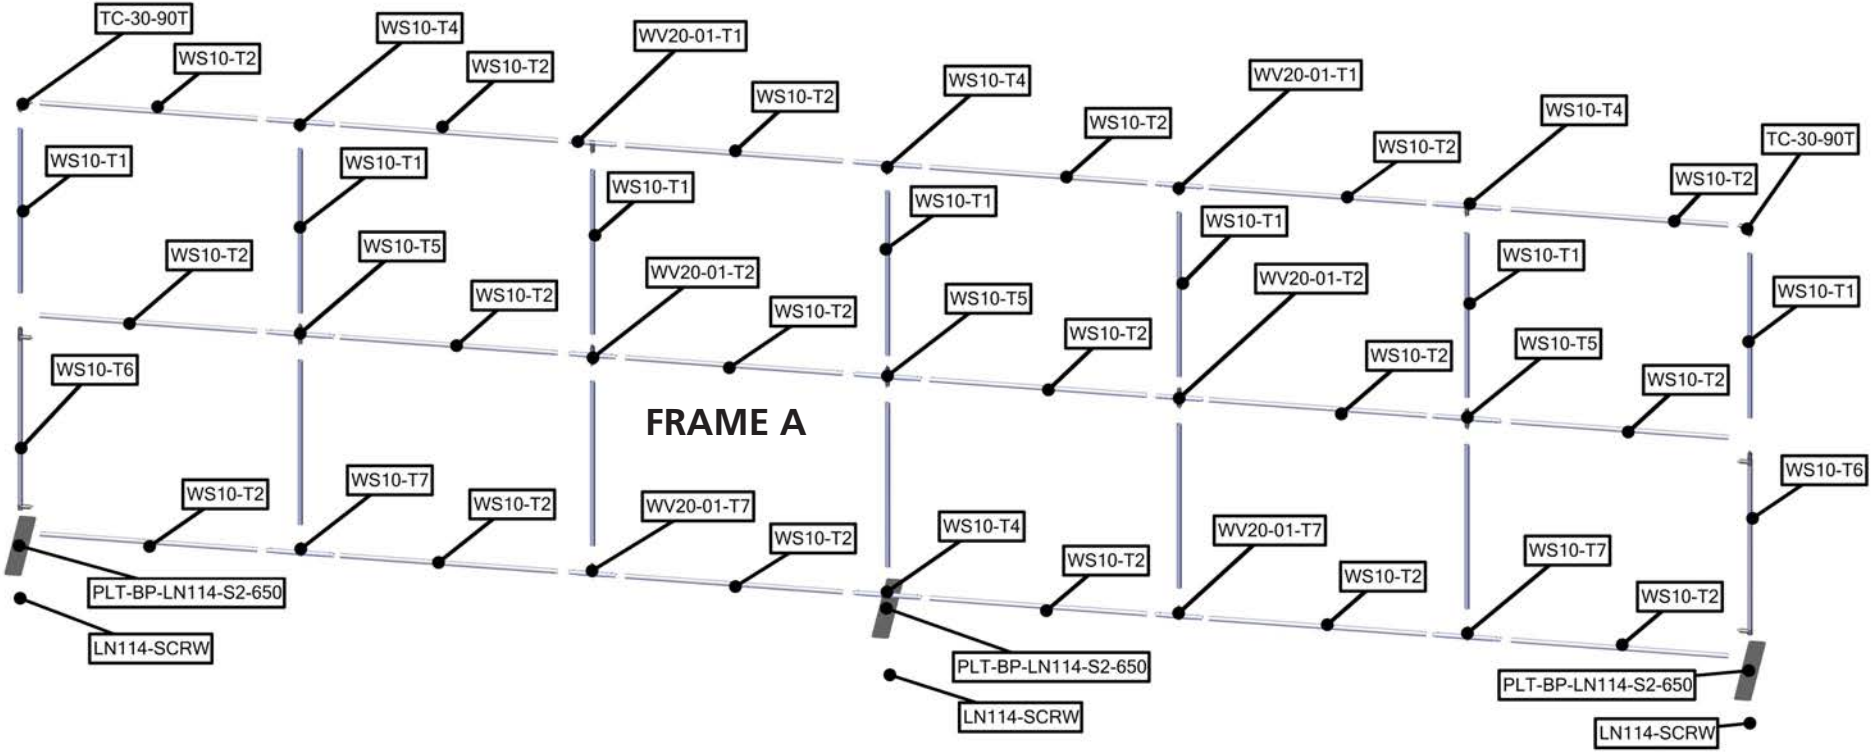 TC-30-90T
WS10-T2
WS10-T4
WS10-T2
WV20-01-T1
WS10-T2
WS10-T4
WS10-T2
WV20-01-T1
WS10-T2
WS10-T4
WS10-T2
TC-30-90T
WS10-T1
WS10-T1
WS10-T1
WS10-T1
WS10-T1
WS10-T1
WS10-T1
WS10-T2
WS10-T5
WS10-T2
WV20-01-T2
WS10-T2
WS10-T5
WS10-T2
WV20-01-T2
WS10-T2
WS10-T5
WS10-T2
WS10-T6
FRAME A
WS10-T6
WS10-T2
WS10-T7
WS10-T2
WV20-01-T7
WS10-T2
WS10-T4
WS10-T2
WV20-01-T7
WS10-T2
WS10-T7
WS10-T2
PLT-BP-LN114-S2-650
LN114-SCRW
PLT-BP-LN114-S2-650
LN114-SCRW
PLT-BP-LN114-S2-650
LN114-SCRW